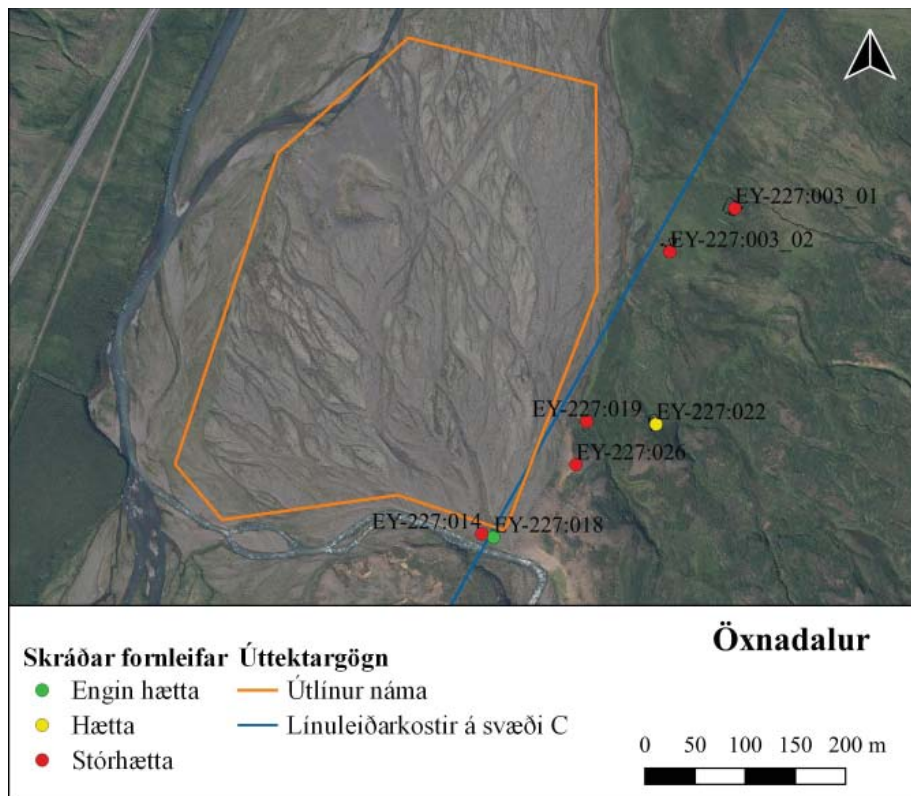 EY-227:003_01
EY-227:003_02
EY-227:019
EY-227:022
EY-227:026
EY-227:014
EY-227:018
Öxnadalur
Skráðar fornleifar
Engin hætta
Hætta
Stórhætta
Úttektargögn
Útlínur náma
Línuleiðarkostir á svæði C
0 50 100 150 200 m